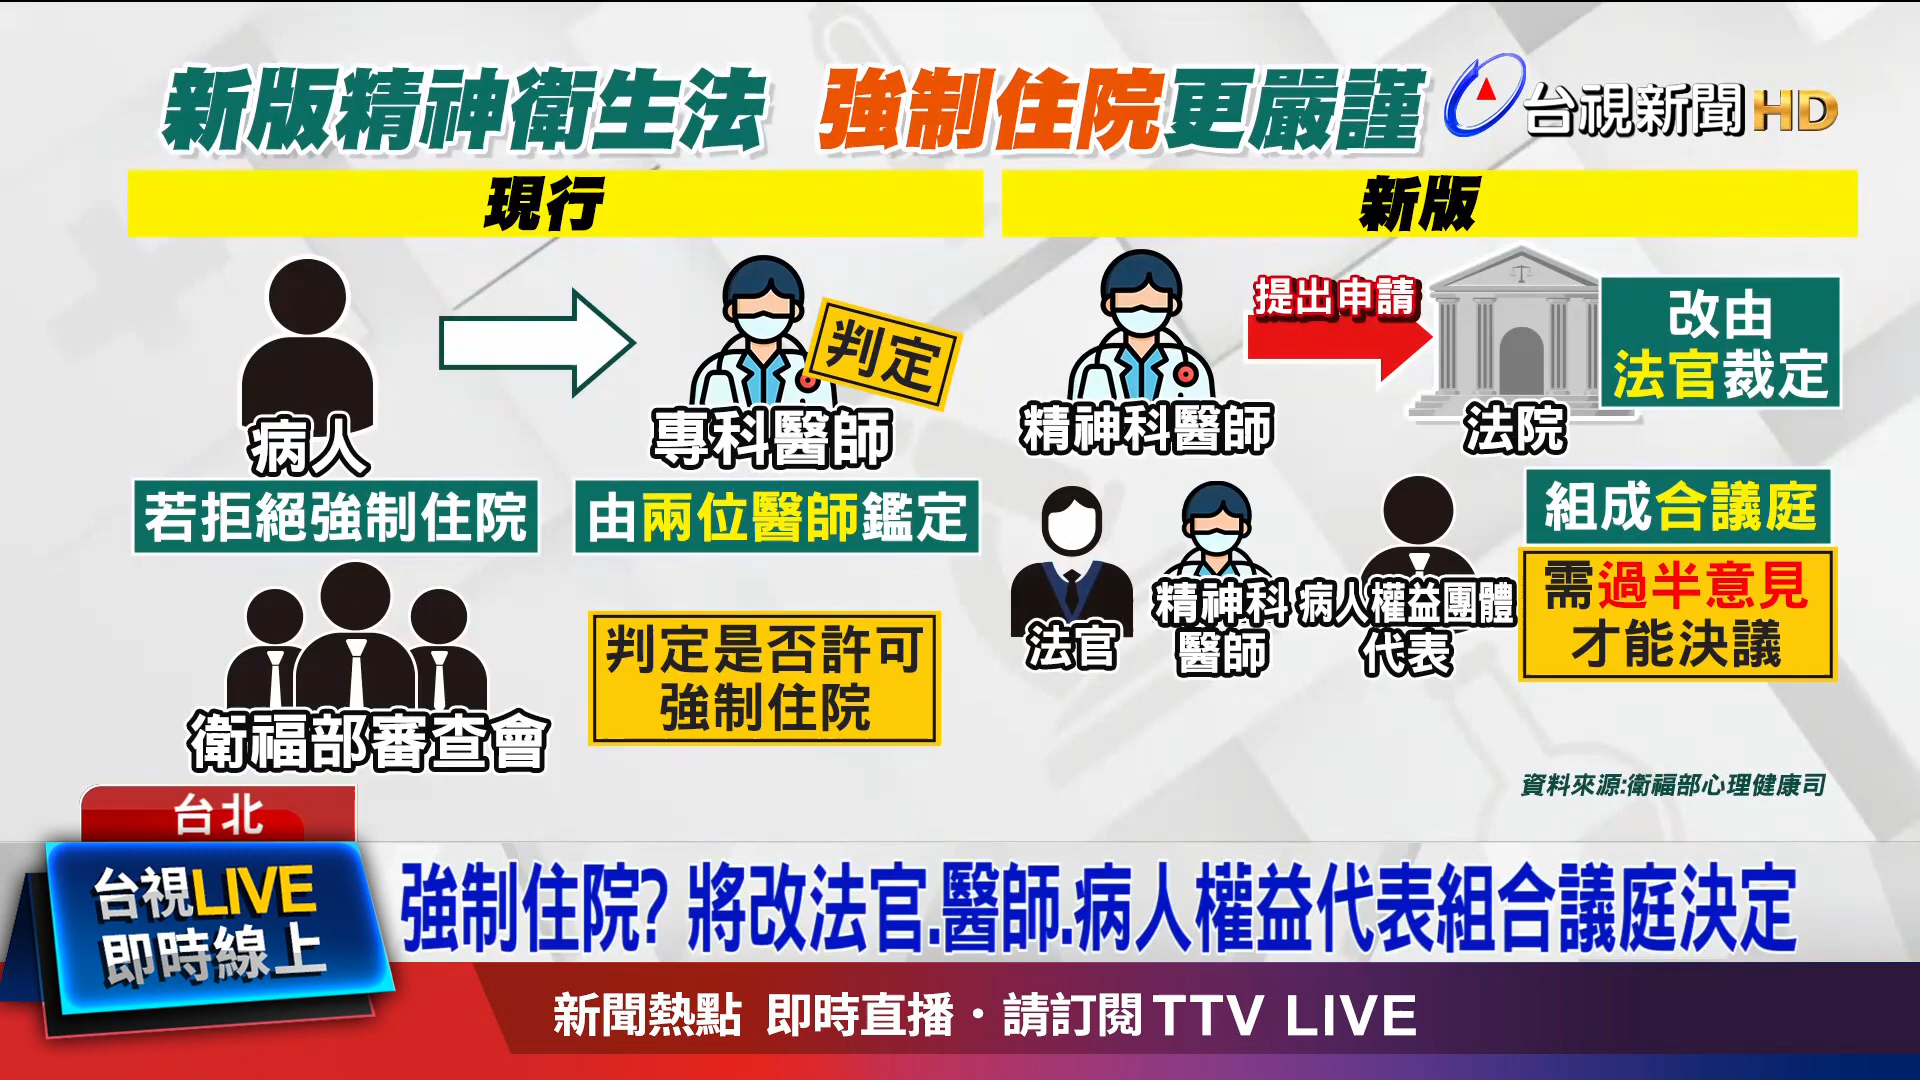 新版精神衛生法 強制住院更嚴謹
台視新聞HD
現行
判定
病人
專科醫師
若拒絕強制住院
由兩位醫師鑑定
衛福部審查會
判定是否許可
強制住院
新版
提出申請
改由
法官裁定
精神科醫師
法院
組成合議庭
法官
精神科
醫師
病人權益團體
代表
需過半意見
才能決議
資料來源:衛福部心理健康司
台北
台視LIVE
即時線上
強制住院? 將改法官.醫師.病人權益代表組合議庭決定
新聞熱點 即時直播・請訂閱TTV LIVE